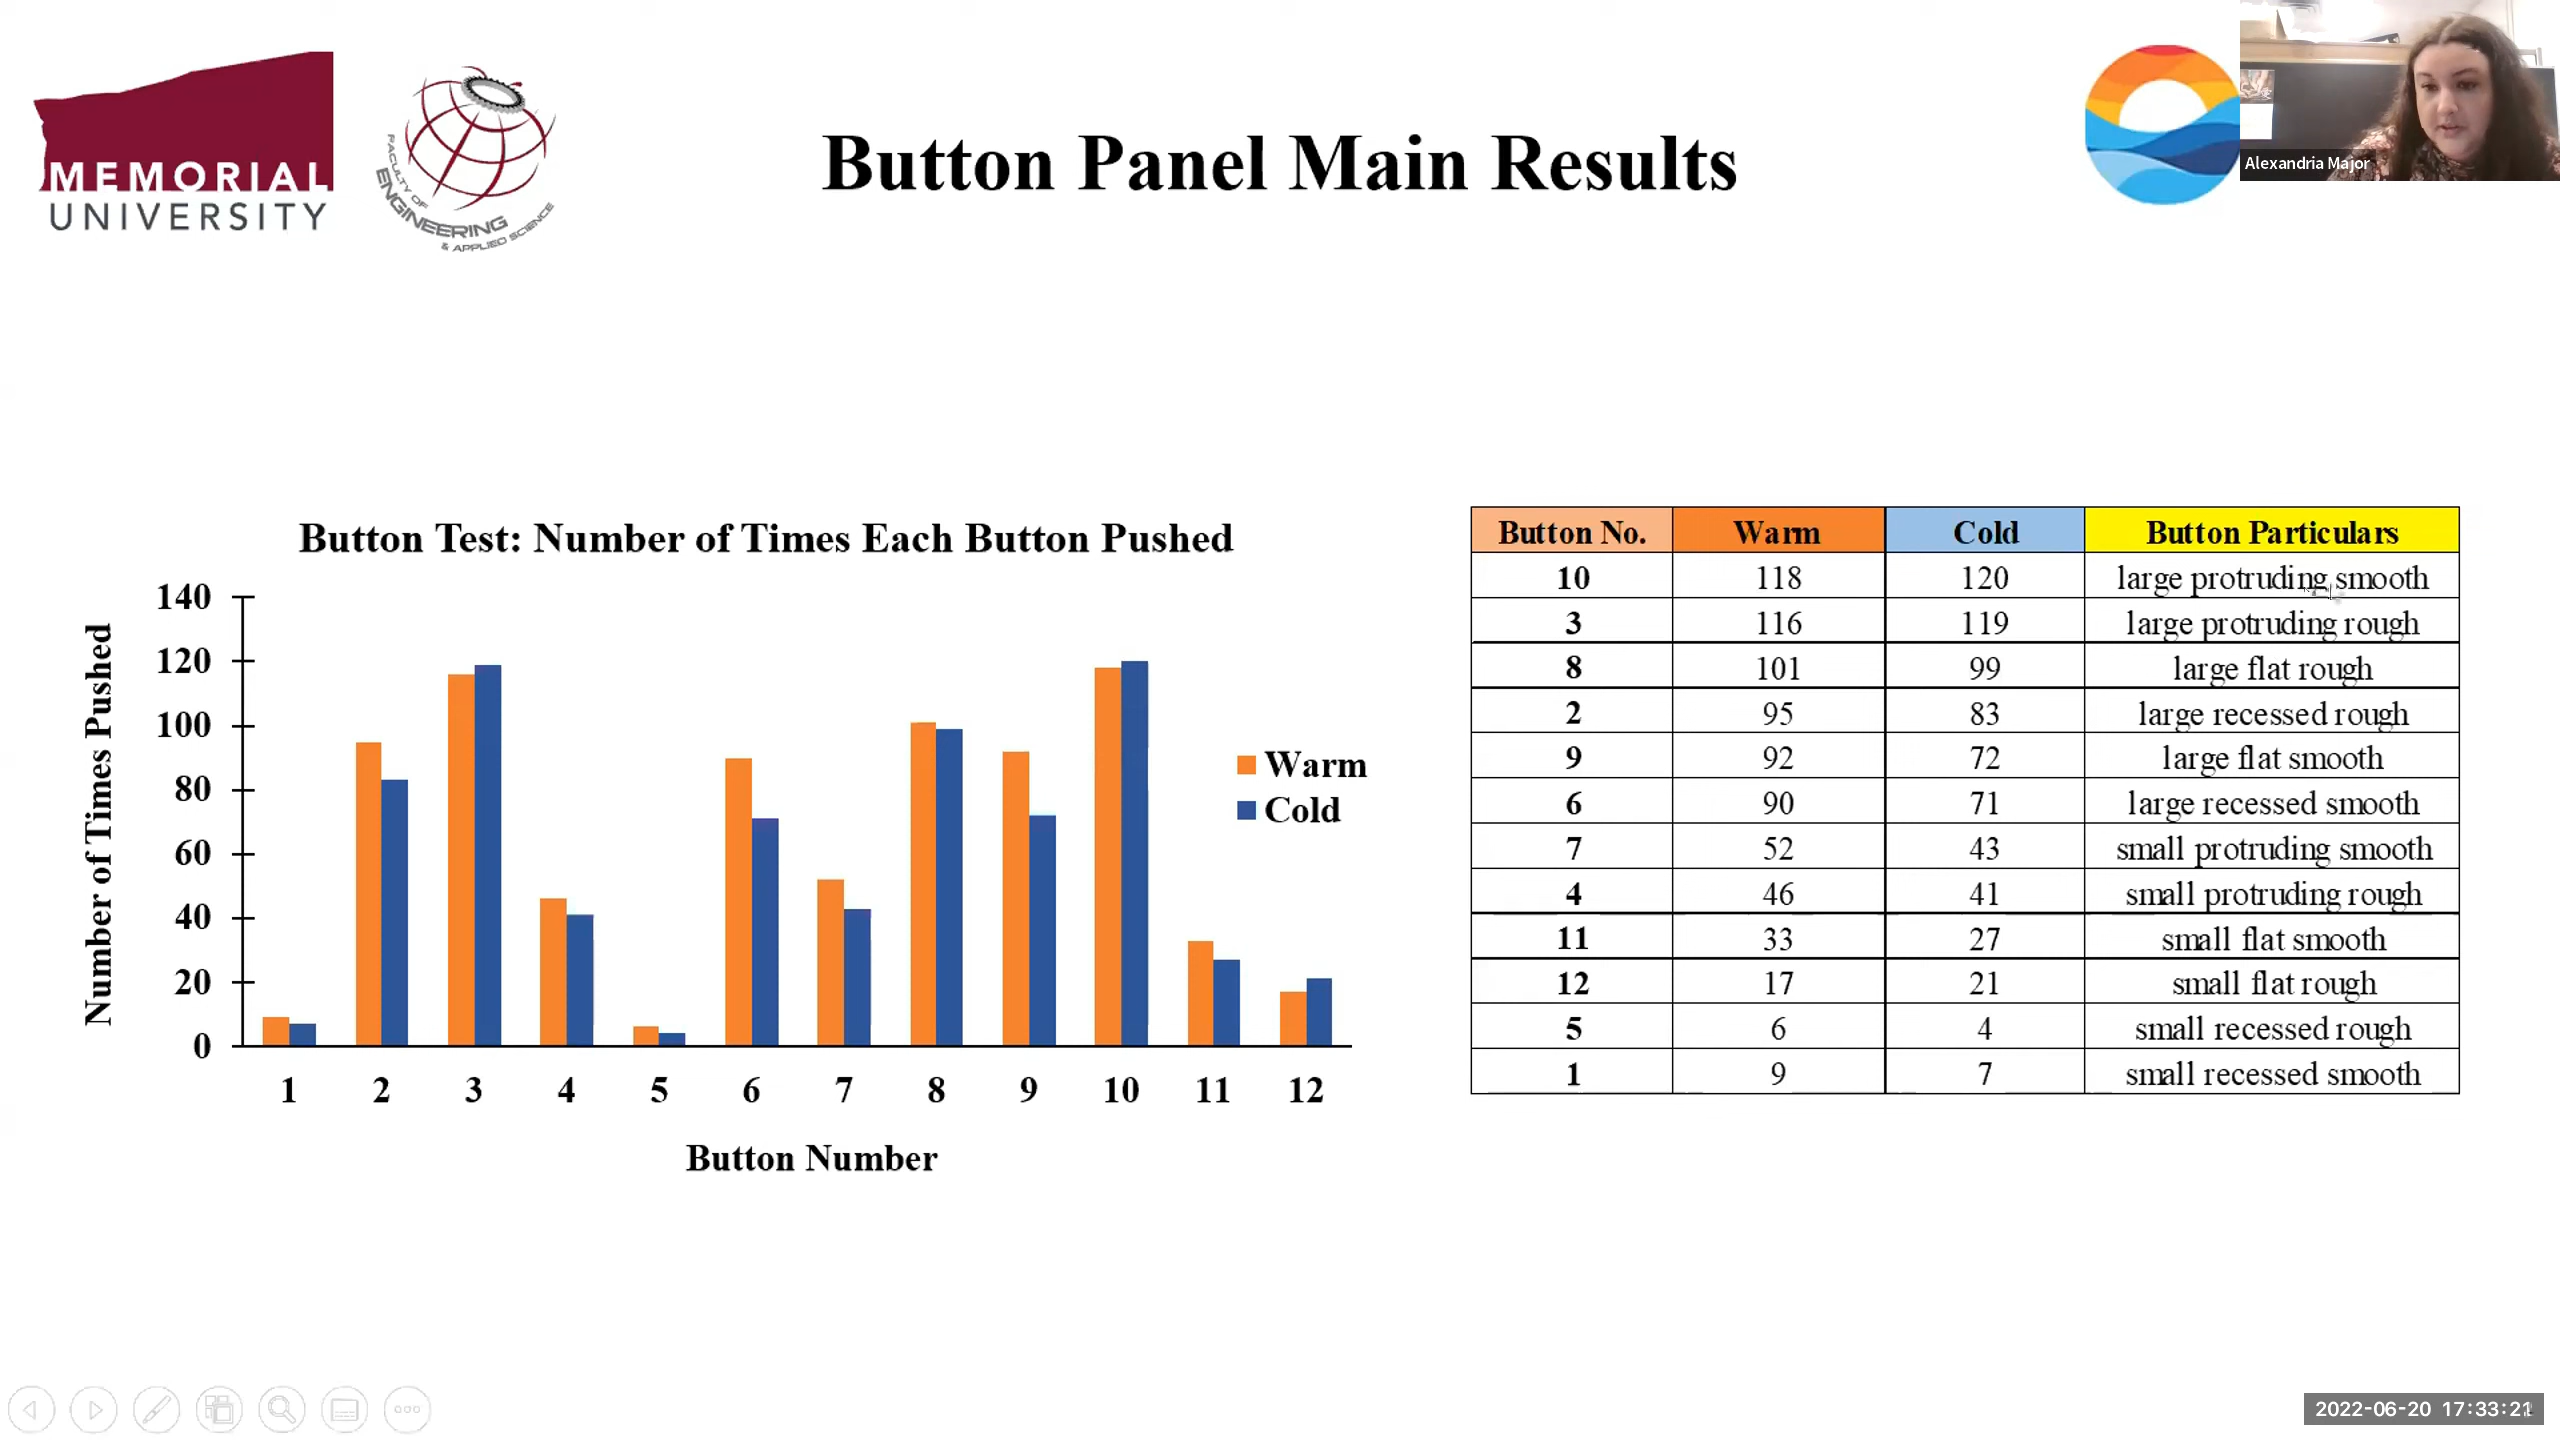 MEMORIAL
UNIVERSITY
FACULTY OF
ENGINEERING
& APPLIED SCIENCE
Button Panel Main Results
Alexandria Major
Button Test: Number of Times Each Button Pushed
Number of Times Pushed
140
120
100
80
60
40
20
0
1 2 3 4 5 6 7 8 9 10 11 12
Button Number
Warm
Cold
Button No. Warm Cold Button Particulars
10 118 120 large protruding smooth
3 116 119 large protruding rough
8 101 99 large flat rough
2 95 83 large recessed rough
9 92 72 large flat smooth
6 90 71 large recessed smooth
7 52 43 small protruding smooth
4 46 41 small protruding rough
11 33 27 small flat smooth
12 17 21 small flat rough
5 6 4 small recessed rough
1 9 7 small recessed smooth
2022-06-20 17:33:21